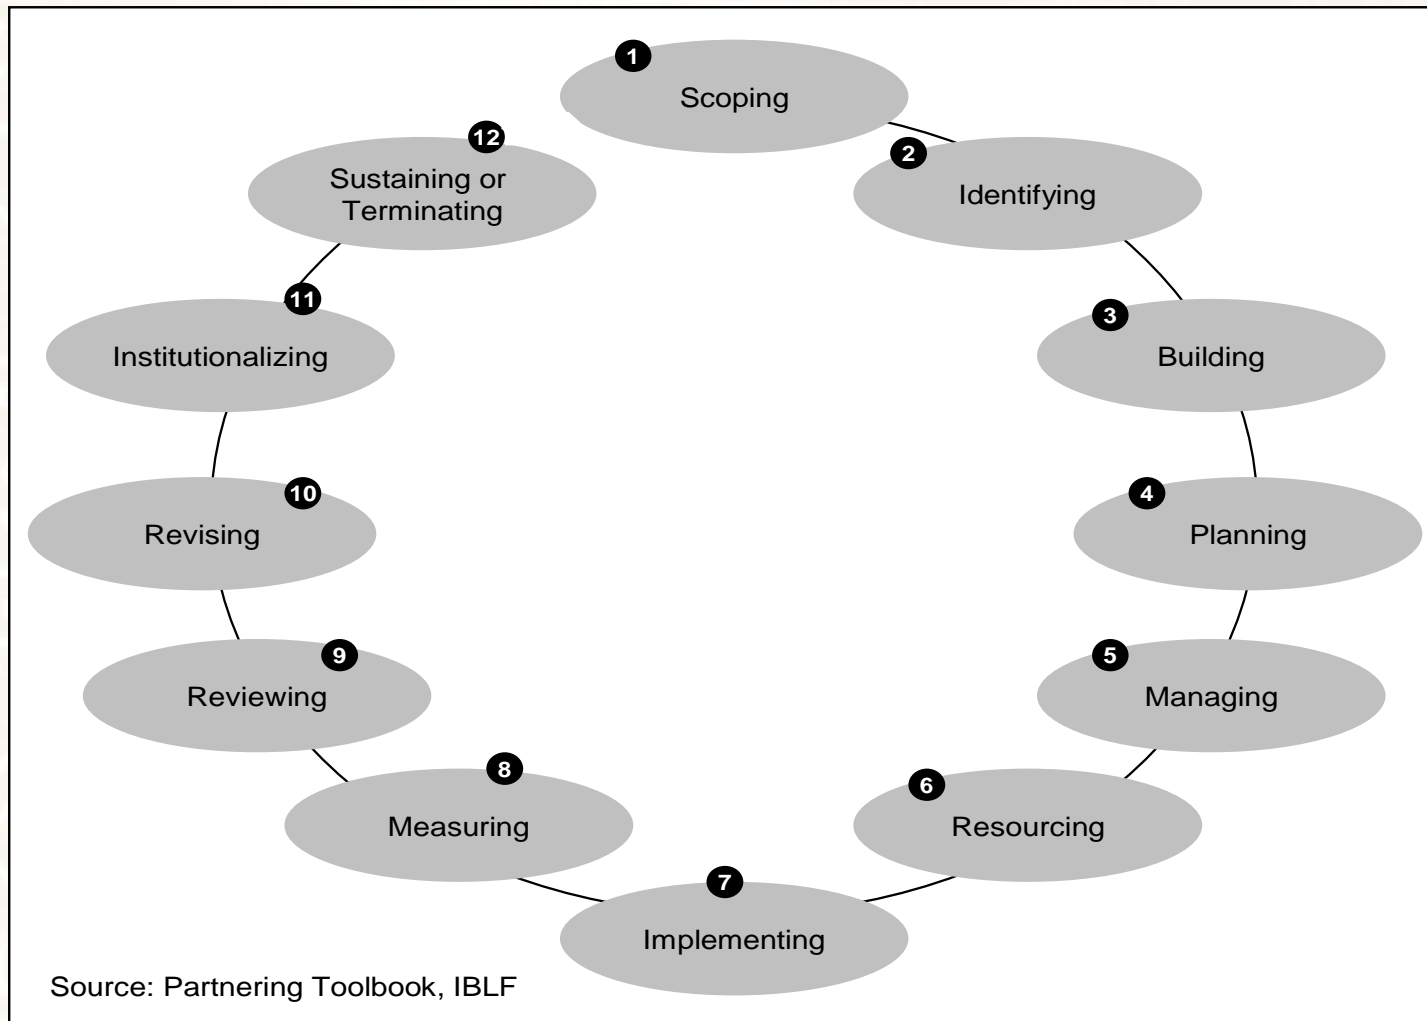 1
Scoping
2
Identifying
3
Building
4
Planning
5
Managing
6
Resourcing
7
Implementing
8
Measuring
9
Reviewing
10
Revising
11
Institutionalizing
12
Sustaining or
Terminating
Source: Partnering Toolbook, IBLF